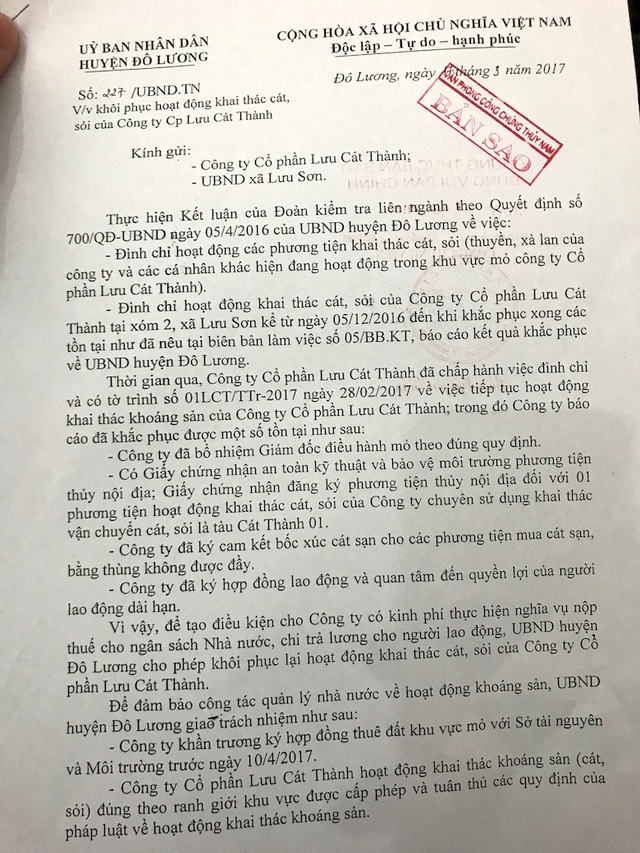 UỶ BAN NHÂN DÂN
HUYỆN ĐÔ LƯƠNG
CỘNG HÒA XÃ HỘI CHỦ NGHĨA VIỆT NAM
Độc lập – Tự do – hạnh phúc
Số: 227 /UBND.TN
V/v khôi phục hoạt động khai thác cát,
sỏi của Công ty Cp Lưu Cát Thành
Đô Lương, ngày tháng 3 năm 2017
VĂN PHÒNG CÔNG CHỨNG THỦY NAM
BẢN SAO
Kính gửi:
- Công ty Cổ phần Lưu Cát Thành;
- UBND xã Lưu Sơn.
Thực hiện Kết luận của Đoàn kiểm tra liên ngành theo Quyết định số
700/QĐ-UBND ngày 05/4/2016 của UBND huyện Đô Lương về việc:
- Đình chỉ hoạt động các phương tiện khai thác cát, sỏi (thuyền, xà lan của
công ty và các cá nhân khác hiện đang hoạt động trong khu vực mỏ công ty Cổ
phần Lưu Cát Thành).
- Đình chỉ hoạt động khai thác cát, sỏi của Công ty Cổ phần Lưu Cát
Thành tại xóm 2, xã Lưu Sơn kể từ ngày 05/12/2016 đến khi khắc phục xong các
tồn tại như đã nêu tại biên bản làm việc số 05/BB.KT, báo cáo kết quả khắc phục
về UBND huyện Đô Lương.
Thời gian qua, Công ty Cổ phần Lưu Cát Thành đã chấp hành việc đình chỉ
và có tờ trình số 01LCT/TTr-2017 ngày 28/02/2017 về việc tiếp tục hoạt động
khai thác khoáng sản của Công ty Cổ phần Lưu Cát Thành; trong đó Công ty báo
cáo đã khắc phục được một số tồn tại như sau:
- Công ty đã bổ nhiệm Giám đốc điều hành mỏ theo đúng quy định.
- Có Giấy chứng nhận an toàn kỹ thuật và bảo vệ môi trường phương tiện
thủy nội địa; Giấy chứng nhận đăng ký phương tiện thủy nội địa đối với 01
phương tiện hoạt động khai thác cát, sỏi của Công ty chuyên sử dụng khai thác
vận chuyển cát, sỏi là tàu Cát Thành 01.
- Công ty đã ký cam kết bốc xúc cát sạn cho các phương tiện mua cát sạn,
bằng thùng không được đầy.
- Công ty đã ký hợp đồng lao động và quan tâm đến quyền lợi của người
lao động dài hạn.
Vì vậy, để tạo điều kiện cho Công ty có kinh phí thực hiện nghĩa vụ nộp
thuế cho ngân sách Nhà nước, chi trả lương cho người lao động, UBND huyện
Đô Lương cho phép khôi phục lại hoạt động khai thác cát, sỏi của Công ty Cổ
phần Lưu Cát Thành.
Để đảm bảo công tác quản lý nhà nước về hoạt động khoáng sản, UBND
huyện Đô Lương giao trách nhiệm như sau:
- Công ty khẩn trương ký hợp đồng thuê đất khu vực mỏ với Sở tài nguyên
và Môi trường trước ngày 10/4/2017.
- Công ty Cổ phần Lưu Cát Thành hoạt động khai thác khoáng sản (cát,
sỏi) đúng theo ranh giới khu vực được cấp phép và tuân thủ các quy định của
pháp luật về hoạt động khai thác khoáng sản.